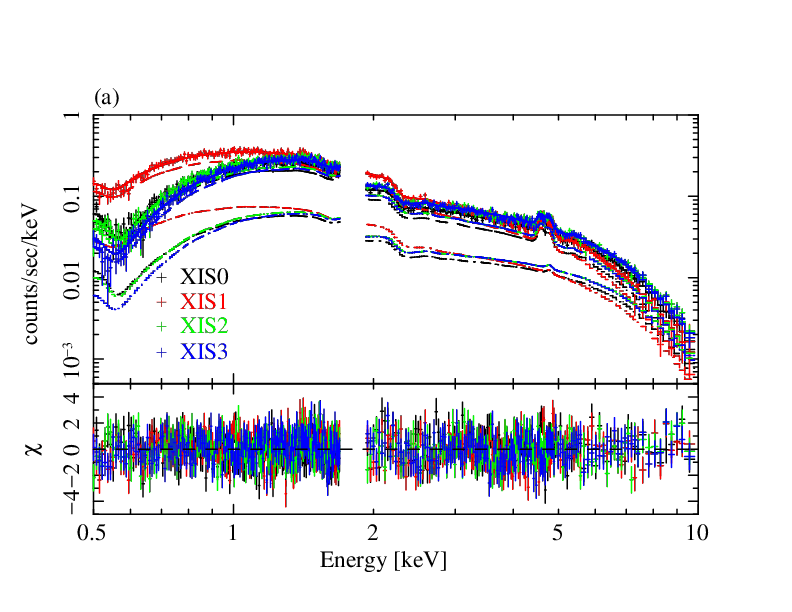 (a)
1
0.1
0.01
10⁻³
counts/sec/keV
+ XIS0
+ XIS1
+ XIS2
+ XIS3
4
2
0
−2
−4
χ
0.5 1 2 5 10
Energy [keV]